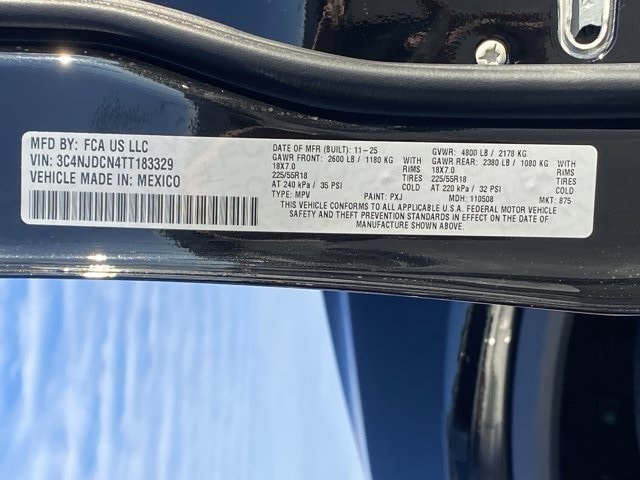 MFD BY: FCA US LLC
VIN: 3C4NJDCN4TT183329
VEHICLE MADE IN: MEXICO
DATE OF MFR (BUILT): 11-25
GVWR: 4800 LB / 2178 KG
GAWR FRONT: 2600 LB / 1180 KG WITH
GAWR REAR: 2380 LB / 1080 KG WITH
18X7.0 RIMS
18X7.0 RIMS
225/55R18 TIRES
225/55R18 TIRES
AT 240 kPa / 35 PSI COLD
AT 220 kPa / 32 PSI COLD
TYPE: MPV PAINT: PXJ MDH: 110508 MKT: 875
THIS VEHICLE CONFORMS TO ALL APPLICABLE U.S.A. FEDERAL MOTOR VEHICLE
SAFETY AND THEFT PREVENTION STANDARDS IN EFFECT ON THE DATE OF
MANUFACTURE SHOWN ABOVE.